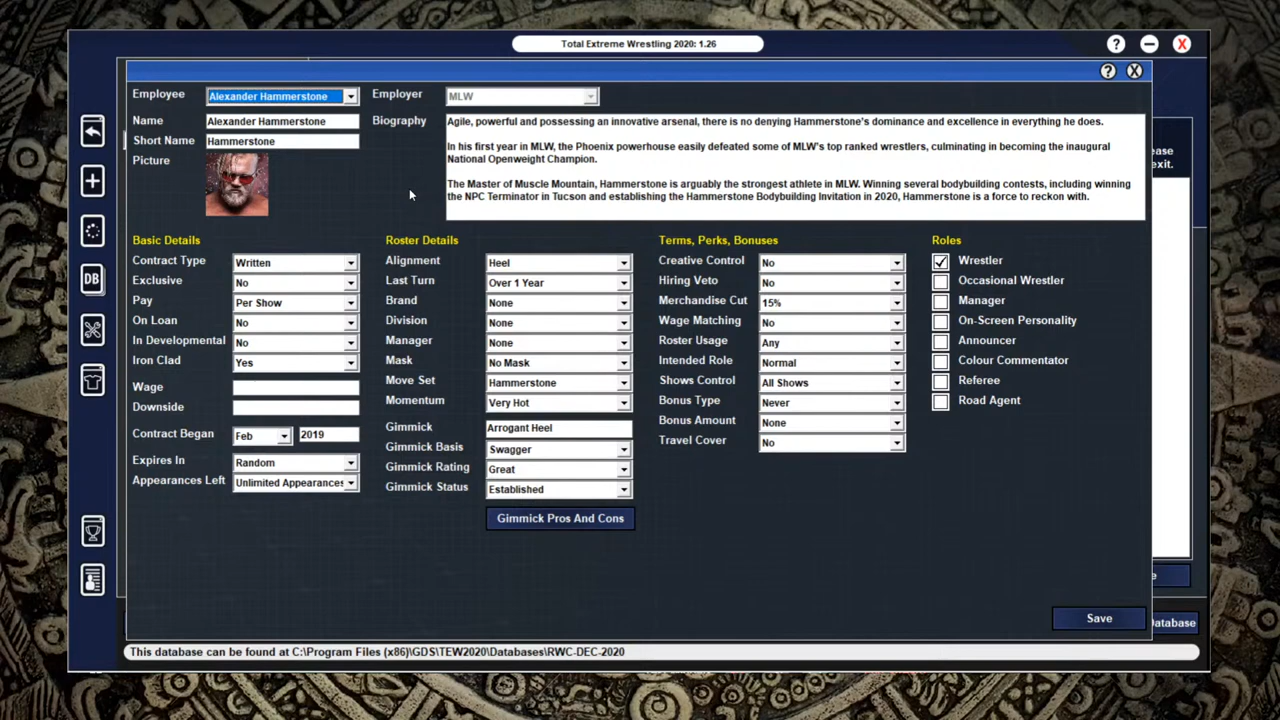 Total Extreme Wrestling 2020: 1.26
? X
? X
Employee Alexander Hammerstone Employer MLW
Name Alexander Hammerstone Biography
Short Name Hammerstone
Picture
Agile, powerful and possessing an innovative arsenal, there is no denying Hammerstone's dominance and excellence in everything he does.
In his first year in MLW, the Phoenix powerhouse easily defeated some of MLW's top ranked wrestlers, culminating in becoming the inaugural
National Openweight Champion.
The Master of Muscle Mountain, Hammerstone is arguably the strongest athlete in MLW. Winning several bodybuilding contests, including winning
the NPC Terminator in Tucson and establishing the Hammerstone Bodybuilding Invitation in 2020, Hammerstone is a force to reckon with.
ease
exit.
DB
Basic Details
Contract Type Written
Exclusive No
Pay Per Show
On Loan No
In Developmental No
Iron Clad Yes
Wage
Downside
Contract Began Feb 2019
Expires In Random
Appearances Left Unlimited Appearances
Roster Details
Alignment Heel
Last Turn Over 1 Year
Brand None
Division None
Manager None
Mask No Mask
Move Set Hammerstone
Momentum Very Hot
Gimmick Arrogant Heel
Gimmick Basis Swagger
Gimmick Rating Great
Gimmick Status Established
Gimmick Pros And Cons
Terms, Perks, Bonuses
Creative Control No
Hiring Veto No
Merchandise Cut 15%
Wage Matching No
Roster Usage Any
Intended Role Normal
Shows Control All Shows
Bonus Type Never
Bonus Amount None
Travel Cover No
Roles
Wrestler
Occasional Wrestler
Manager
On-Screen Personality
Announcer
Colour Commentator
Referee
Road Agent
e
Save
Database
This database can be found at C:\Program Files (x86)\GDS\TEW2020\Databases\RWC-DEC-2020